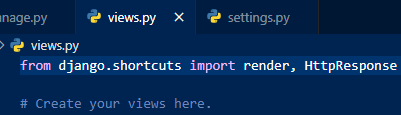 nage.py
views.py
settings.py
views.py
from django.shortcuts import render, HttpResponse
# Create your views here.